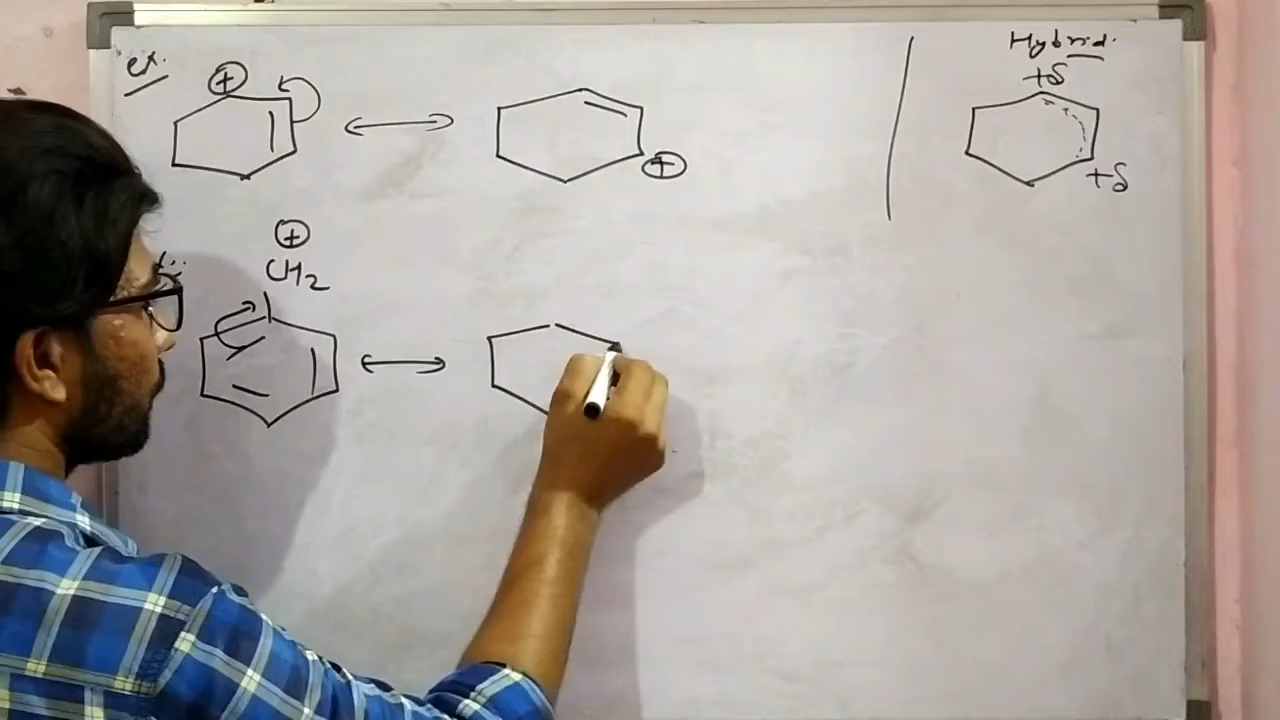 ex.
Hybrid.
⊕
+δ
⊕
+δ
⊕
CH2